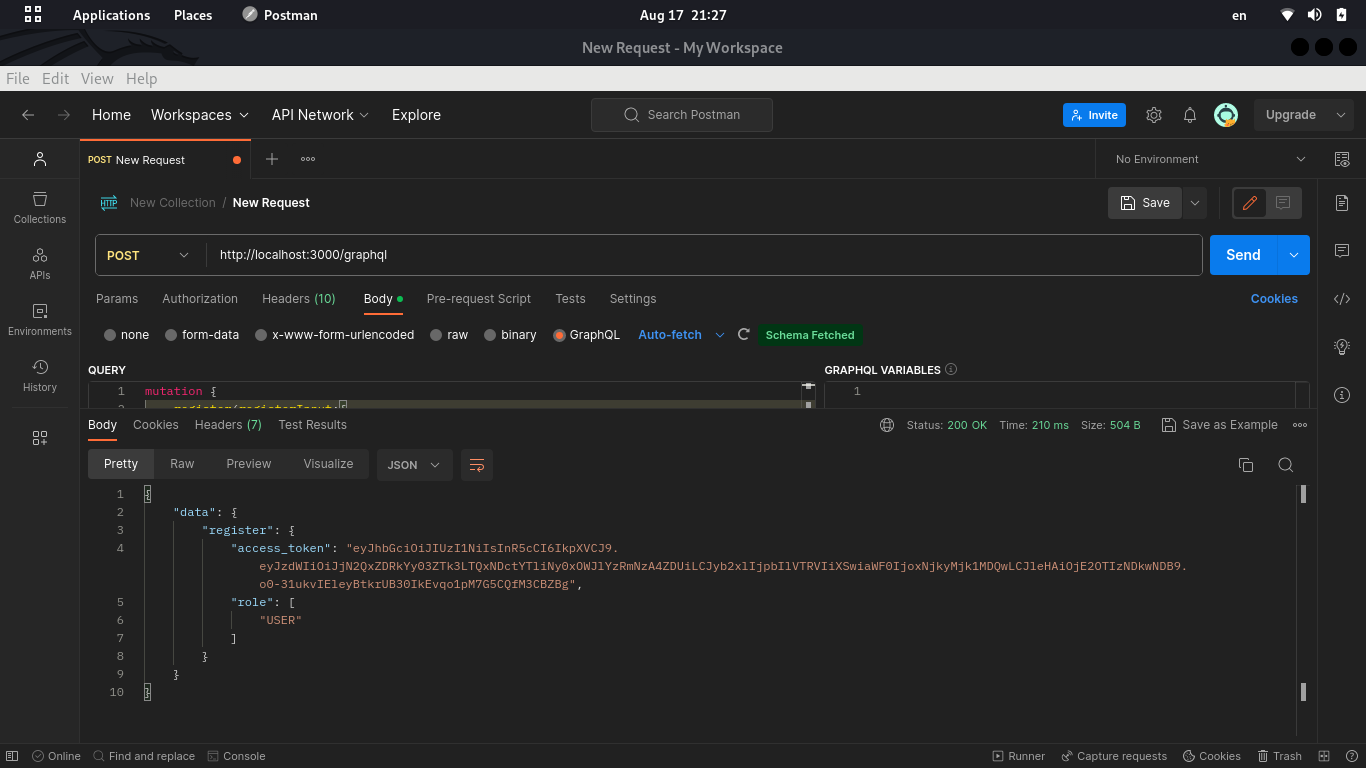 Applications Places Postman Aug 17 21:27 en
New Request - My Workspace
File Edit View Help
Home Workspaces API Network Explore Search Postman Invite Upgrade
POST New Request No Environment
HTTP New Collection / New Request Save
Collections
POST http://localhost:3000/graphql Send
APIs
Params Authorization Headers (10) Body Pre-request Script Tests Settings Cookies
Environments
none form-data x-www-form-urlencoded raw binary GraphQL Auto-fetch Schema Fetched
History
QUERY GRAPHQL VARIABLES
1 mutation { 1
2 register(registerInput:{
Body Cookies Headers (7) Test Results Status: 200 OK Time: 210 ms Size: 504 B Save as Example
Pretty Raw Preview Visualize JSON
1 {
2 "data": {
3 "register": {
4 "access_token": "eyJhbGciOiJIUzI1NiIsInR5cCI6IkpXVCJ9.
eyJzdWIiOiJjN2QxZDRkYy03ZTk3LTQxNDctYTliNy0xOWJlYzRmNzA4ZDUiLCJyb2xlIjpbIlVTRVIiXSwiaWF0IjoxNjkyMjk1MDQwLCJleHAiOjE2OTIzNDkwNDB9.
o0-31ukvIEleyBtkrUB30IkEvqo1pM7G5CQfM3CBZBg",
5 "role": [
6 "USER"
7 ]
8 }
9 }
10 }
Online Find and replace Console Runner Capture requests Cookies Trash